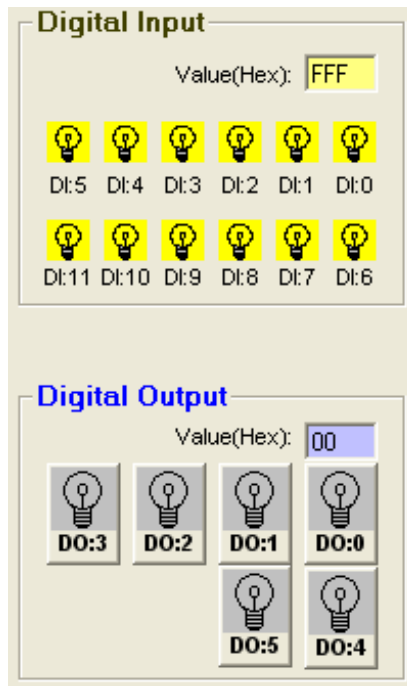 Digital Input
Value(Hex): FFF
DI:5 DI:4 DI:3 DI:2 DI:1 DI:0
DI:11 DI:10 DI:9 DI:8 DI:7 DI:6
Digital Output
Value(Hex): 00
DO:3 DO:2 DO:1 DO:0
DO:5 DO:4